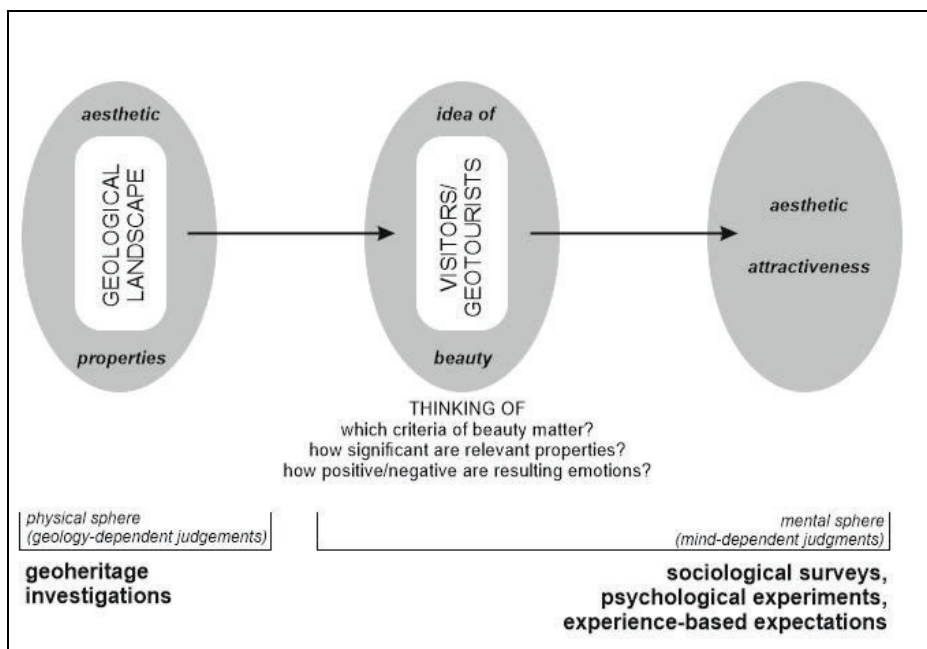 aesthetic
GEOLOGICAL
LANDSCAPE
properties
idea of
VISITORS/
GEOTOURISTS
beauty
aesthetic
attractiveness
THINKING OF
which criteria of beauty matter?
how significant are relevant properties?
how positive/negative are resulting emotions?
physical sphere
(geology-dependent judgements)
geoheritage
investigations
mental sphere
(mind-dependent judgments)
sociological surveys,
psychological experiments,
experience-based expectations